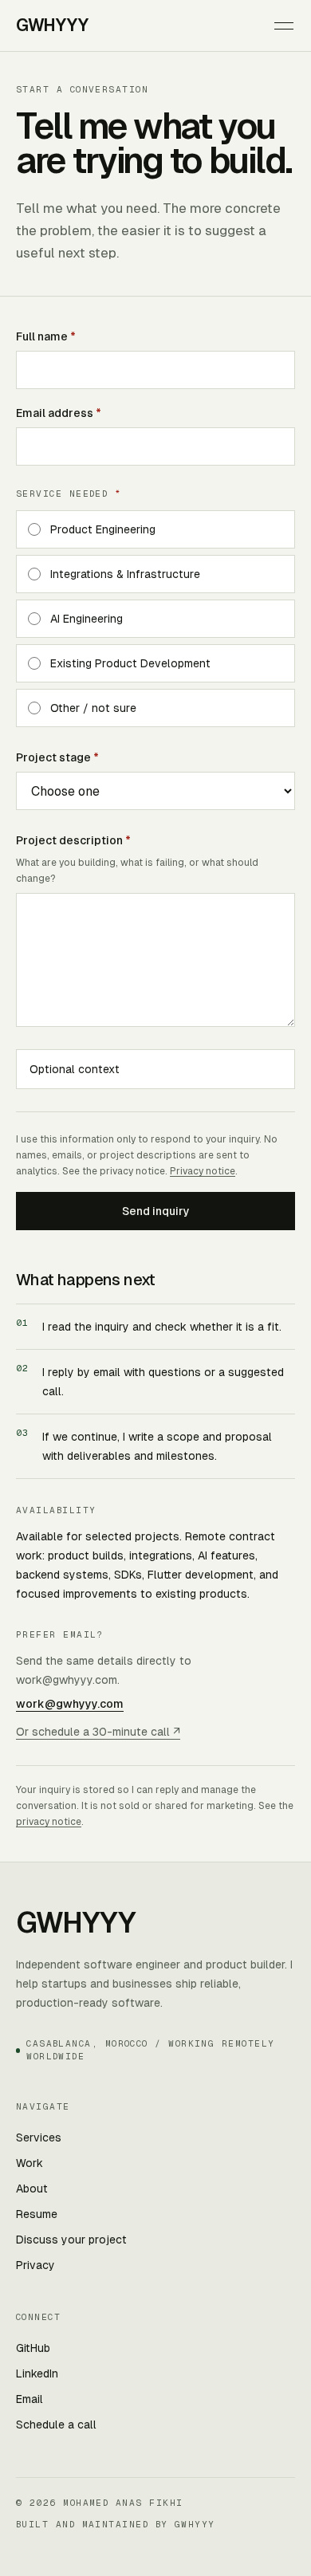 GWHYYY
START A CONVERSATION
Tell me what you
are trying to build.
Tell me what you need. The more concrete
the problem, the easier it is to suggest a
useful next step.
Full name *
Email address *
SERVICE NEEDED *
Product Engineering
Integrations & Infrastructure
AI Engineering
Existing Product Development
Other / not sure
Project stage *
Choose one
Project description *
What are you building, what is failing, or what should
change?
Optional context
I use this information only to respond to your inquiry. No
names, emails, or project descriptions are sent to
analytics. See the privacy notice. Privacy notice.
Send inquiry
What happens next
01 I read the inquiry and check whether it is a fit.
02 I reply by email with questions or a suggested
call.
03 If we continue, I write a scope and proposal
with deliverables and milestones.
AVAILABILITY
Available for selected projects. Remote contract
work: product builds, integrations, AI features,
backend systems, SDKs, Flutter development, and
focused improvements to existing products.
PREFER EMAIL?
Send the same details directly to
work@gwhyyy.com.
work@gwhyyy.com
Or schedule a 30-minute call ↗
Your inquiry is stored so I can reply and manage the
conversation. It is not sold or shared for marketing. See the
privacy notice.
GWHYYY
Independent software engineer and product builder. I
help startups and businesses ship reliable,
production-ready software.
CASABLANCA, MOROCCO / WORKING REMOTELY
WORLDWIDE
NAVIGATE
Services
Work
About
Resume
Discuss your project
Privacy
CONNECT
GitHub
LinkedIn
Email
Schedule a call
© 2026 MOHAMED ANAS FIKHI
BUILT AND MAINTAINED BY GWHYYY